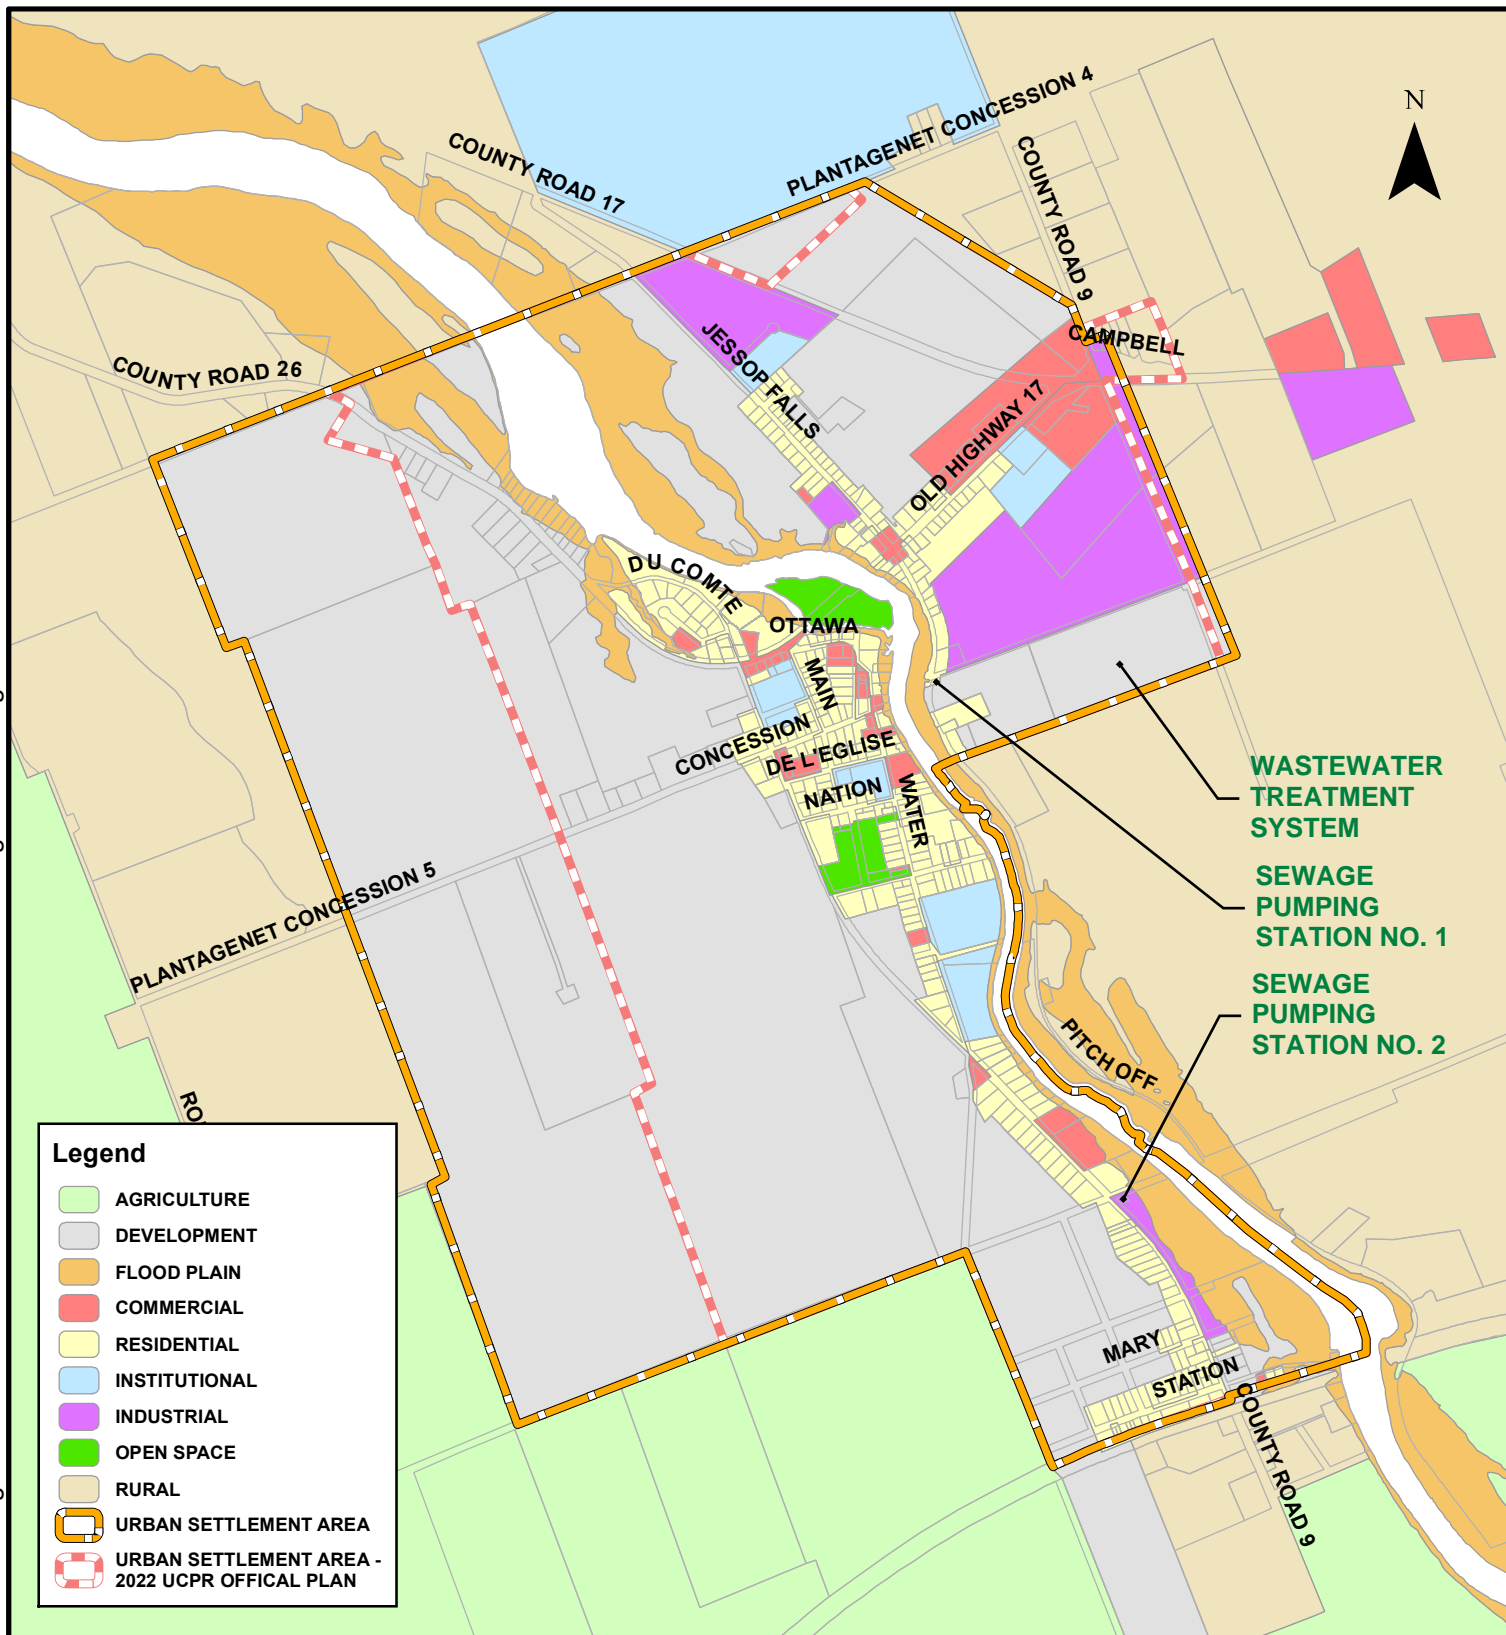 N
PLANTAGENET CONCESSION 4
COUNTY ROAD 17
COUNTY ROAD 9
CAMPBELL
COUNTY ROAD 26
JESSOP FALLS
OLD HIGHWAY 17
DU COMTE
OTTAWA
MAIN
CONCESSION
DE L'EGLISE
NATION
WATER
WASTEWATER
TREATMENT
SYSTEM
SEWAGE
PUMPING
STATION NO. 1
SEWAGE
PUMPING
STATION NO. 2
PLANTAGENET CONCESSION 5
PITCH OFF
MARY
STATION
COUNTY ROAD 9
Legend
AGRICULTURE
DEVELOPMENT
FLOOD PLAIN
COMMERCIAL
RESIDENTIAL
INSTITUTIONAL
INDUSTRIAL
OPEN SPACE
RURAL
URBAN SETTLEMENT AREA
URBAN SETTLEMENT AREA -
2022 UCPR OFFICAL PLAN